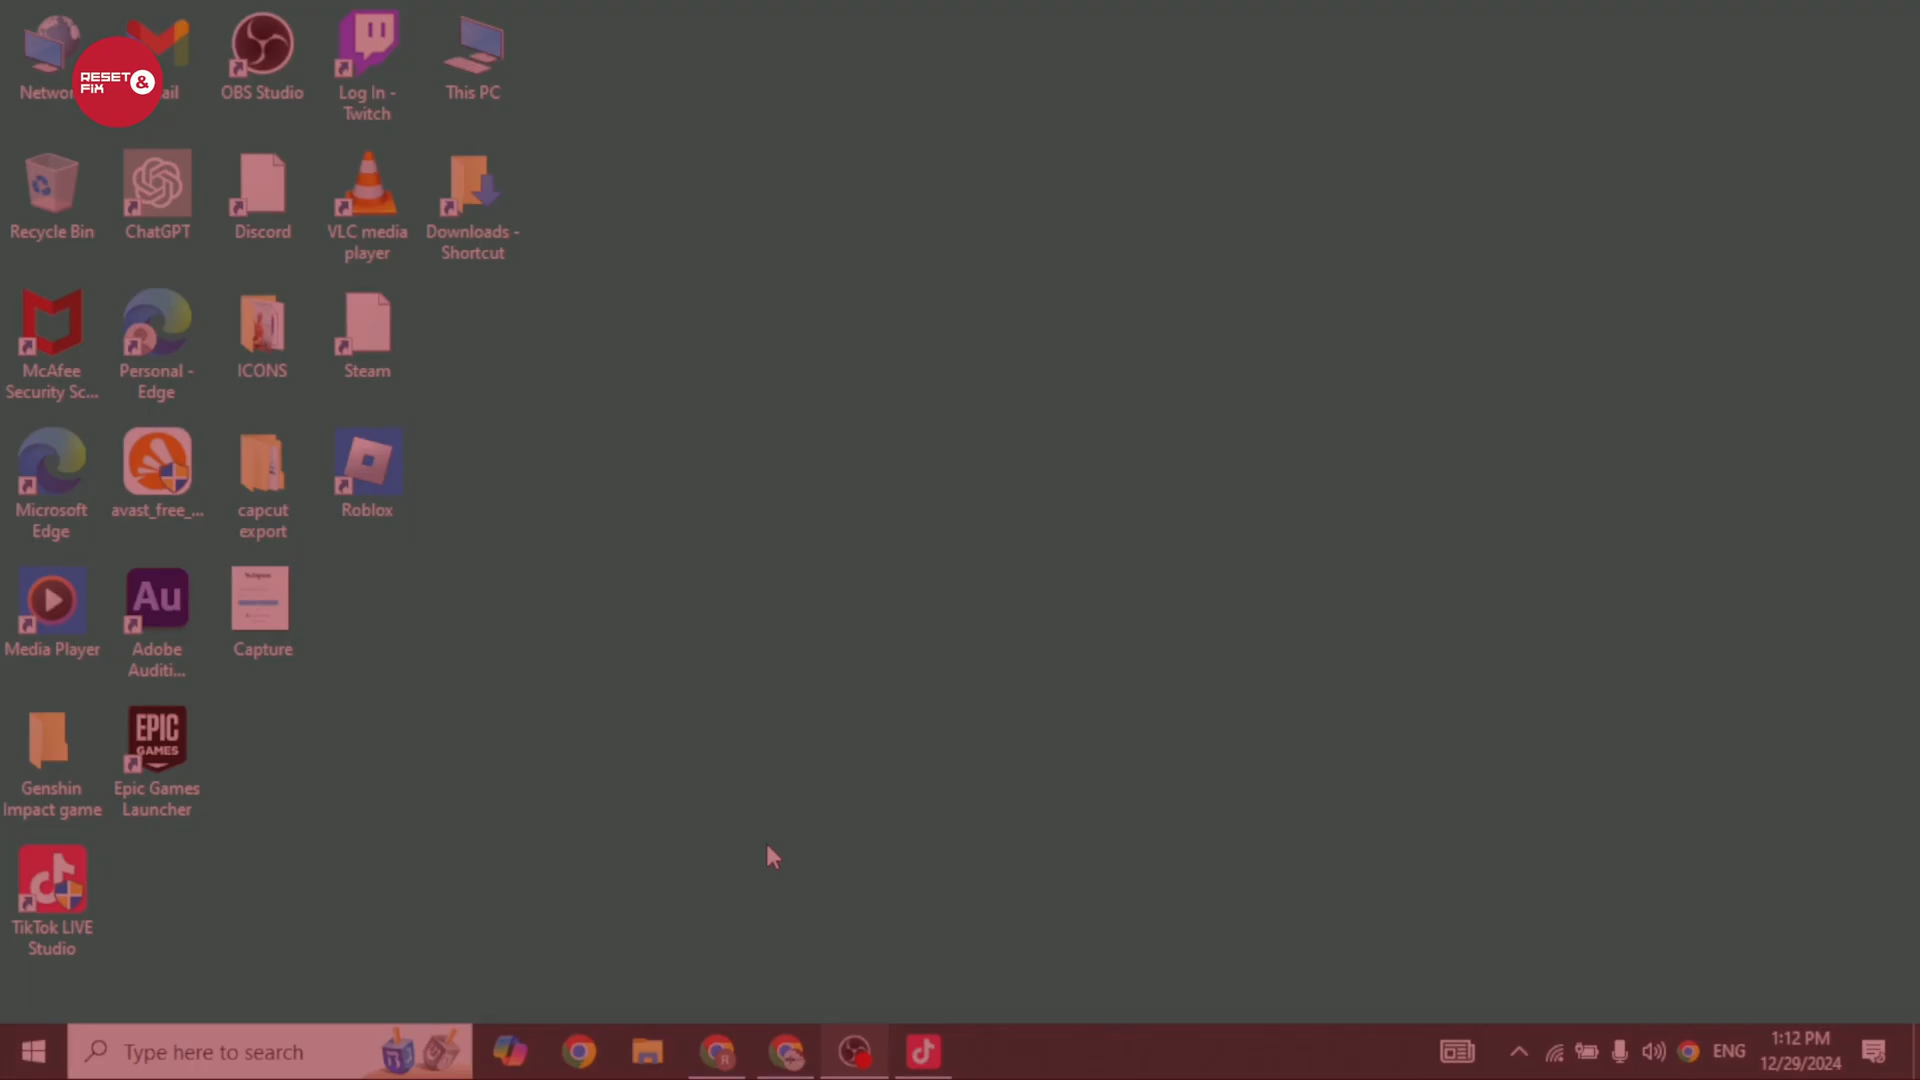 RESET &
FIX
Networ
ail
OBS Studio
Log In -
Twitch
This PC
Recycle Bin
ChatGPT
Discord
VLC media
player
Downloads -
Shortcut
McAfee
Security Sc...
Personal -
Edge
ICONS
Steam
Microsoft
Edge
avast_free_...
capcut
export
Roblox
Media Player
Au
Adobe
Auditi...
Capture
Genshin
Impact game
EPIC
GAMES
Epic Games
Launcher
TikTok LIVE
Studio
Type here to search
R
ENG
1:12 PM
12/29/2024